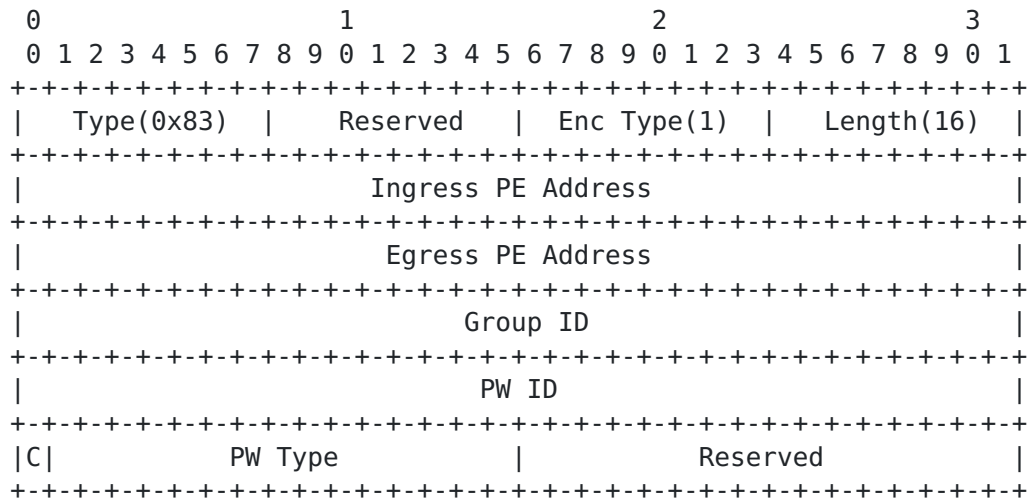 0                   1                   2                   3
 0 1 2 3 4 5 6 7 8 9 0 1 2 3 4 5 6 7 8 9 0 1 2 3 4 5 6 7 8 9 0 1
+-+-+-+-+-+-+-+-+-+-+-+-+-+-+-+-+-+-+-+-+-+-+-+-+-+-+-+-+-+-+-+-+
|   Type(0x83)  |    Reserved   |  Enc Type(1)  |   Length(16)  |
+-+-+-+-+-+-+-+-+-+-+-+-+-+-+-+-+-+-+-+-+-+-+-+-+-+-+-+-+-+-+-+-+
|                      Ingress PE Address                       |
+-+-+-+-+-+-+-+-+-+-+-+-+-+-+-+-+-+-+-+-+-+-+-+-+-+-+-+-+-+-+-+-+
|                       Egress PE Address                       |
+-+-+-+-+-+-+-+-+-+-+-+-+-+-+-+-+-+-+-+-+-+-+-+-+-+-+-+-+-+-+-+-+
|                            Group ID                           |
+-+-+-+-+-+-+-+-+-+-+-+-+-+-+-+-+-+-+-+-+-+-+-+-+-+-+-+-+-+-+-+-+
|                             PW ID                             |
+-+-+-+-+-+-+-+-+-+-+-+-+-+-+-+-+-+-+-+-+-+-+-+-+-+-+-+-+-+-+-+-+
|C|           PW Type           |           Reserved            |
+-+-+-+-+-+-+-+-+-+-+-+-+-+-+-+-+-+-+-+-+-+-+-+-+-+-+-+-+-+-+-+-+